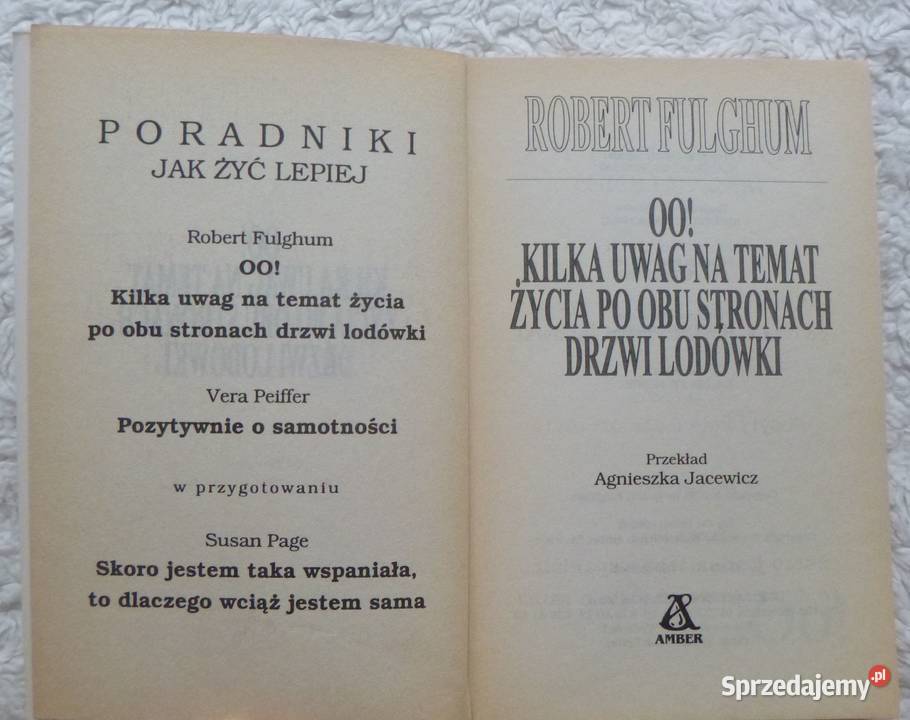 PORADNIKI
JAK ŻYĆ LEPIEJ
Robert Fulghum
OO!
Kilka uwag na temat życia
po obu stronach drzwi lodówki
Vera Peiffer
Pozytywnie o samotności
w przygotowaniu
Susan Page
Skoro jestem taka wspaniała,
to dlaczego wciąż jestem sama
ROBERT FULGHUM
OO!
KILKA UWAG NA TEMAT
ŻYCIA PO OBU STRONACH
DRZWI LODÓWKI
Przekład
Agnieszka Jacewicz
AMBER
Sprzedajemy.pl